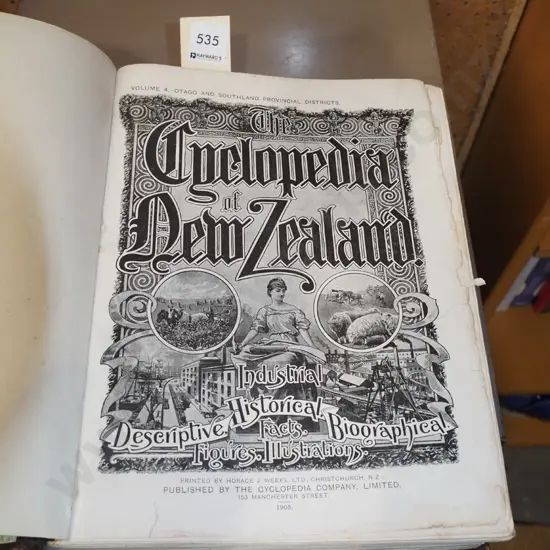 535
HAYWARD'S
VOLUME 4.-OTAGO AND SOUTHLAND PROVINCIAL DISTRICTS
The
Cyclopedia
of
New Zealand.
Industrial
Descriptive, Historical, Biographical
Facts,
Figures, Illustrations.
PRINTED BY HORACE J. WEEKS, LTD., CHRISTCHURCH, N.Z.
PUBLISHED BY THE CYCLOPEDIA COMPANY, LIMITED,
153 MANCHESTER STREET.
1905.